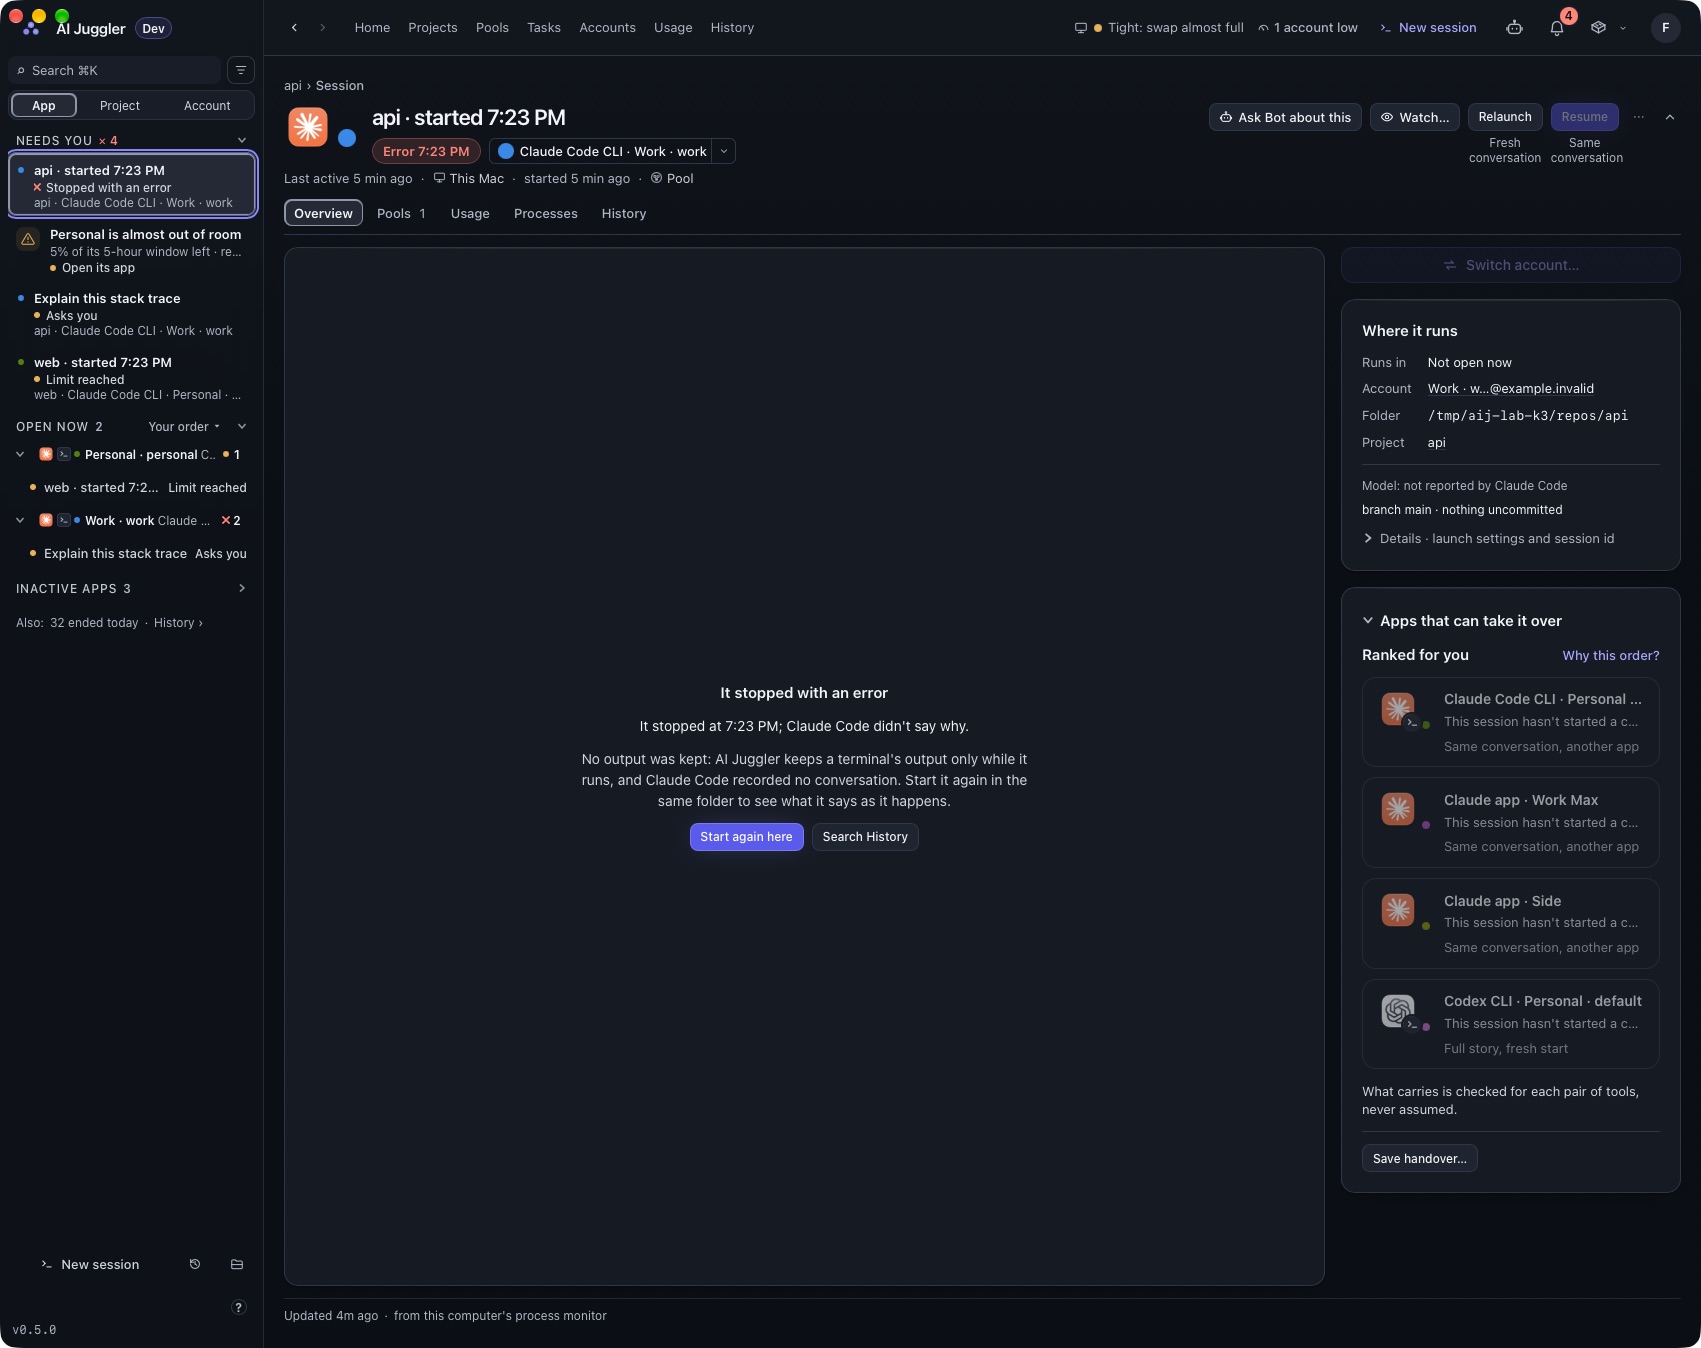 AI Juggler Dev
Search ⌘K
App Project Account
NEEDS YOU × 4
api · started 7:23 PM
Stopped with an error
api · Claude Code CLI · Work · work
Personal is almost out of room
5% of its 5-hour window left · re...
Open its app
Explain this stack trace
Asks you
api · Claude Code CLI · Work · work
web · started 7:23 PM
Limit reached
web · Claude Code CLI · Personal · ...
OPEN NOW 2 Your order
Personal · personal C.. 1
web · started 7:2... Limit reached
Work · work Claude ... 2
Explain this stack trace Asks you
INACTIVE APPS 3
Also: 32 ended today · History ›
New session
?
v0.5.0
Home Projects Pools Tasks Accounts Usage History
Tight: swap almost full 1 account low New session 4 F
api › Session
api · started 7:23 PM
Error 7:23 PM Claude Code CLI · Work · work
Last active 5 min ago · This Mac · started 5 min ago · Pool
Ask Bot about this Watch... Relaunch Resume ...
Fresh conversation
Same conversation
Overview Pools 1 Usage Processes History
It stopped with an error
It stopped at 7:23 PM; Claude Code didn't say why.
No output was kept: AI Juggler keeps a terminal's output only while it
runs, and Claude Code recorded no conversation. Start it again in the
same folder to see what it says as it happens.
Start again here Search History
Switch account...
Where it runs
Runs in Not open now
Account Work · w...@example.invalid
Folder /tmp/aij-lab-k3/repos/api
Project api
Model: not reported by Claude Code
branch main · nothing uncommitted
Details · launch settings and session id
Apps that can take it over
Ranked for you Why this order?
Claude Code CLI · Personal ...
This session hasn't started a c...
Same conversation, another app
Claude app · Work Max
This session hasn't started a c...
Same conversation, another app
Claude app · Side
This session hasn't started a c...
Same conversation, another app
Codex CLI · Personal · default
This session hasn't started a c...
Full story, fresh start
What carries is checked for each pair of tools,
never assumed.
Save handover...
Updated 4m ago · from this computer's process monitor